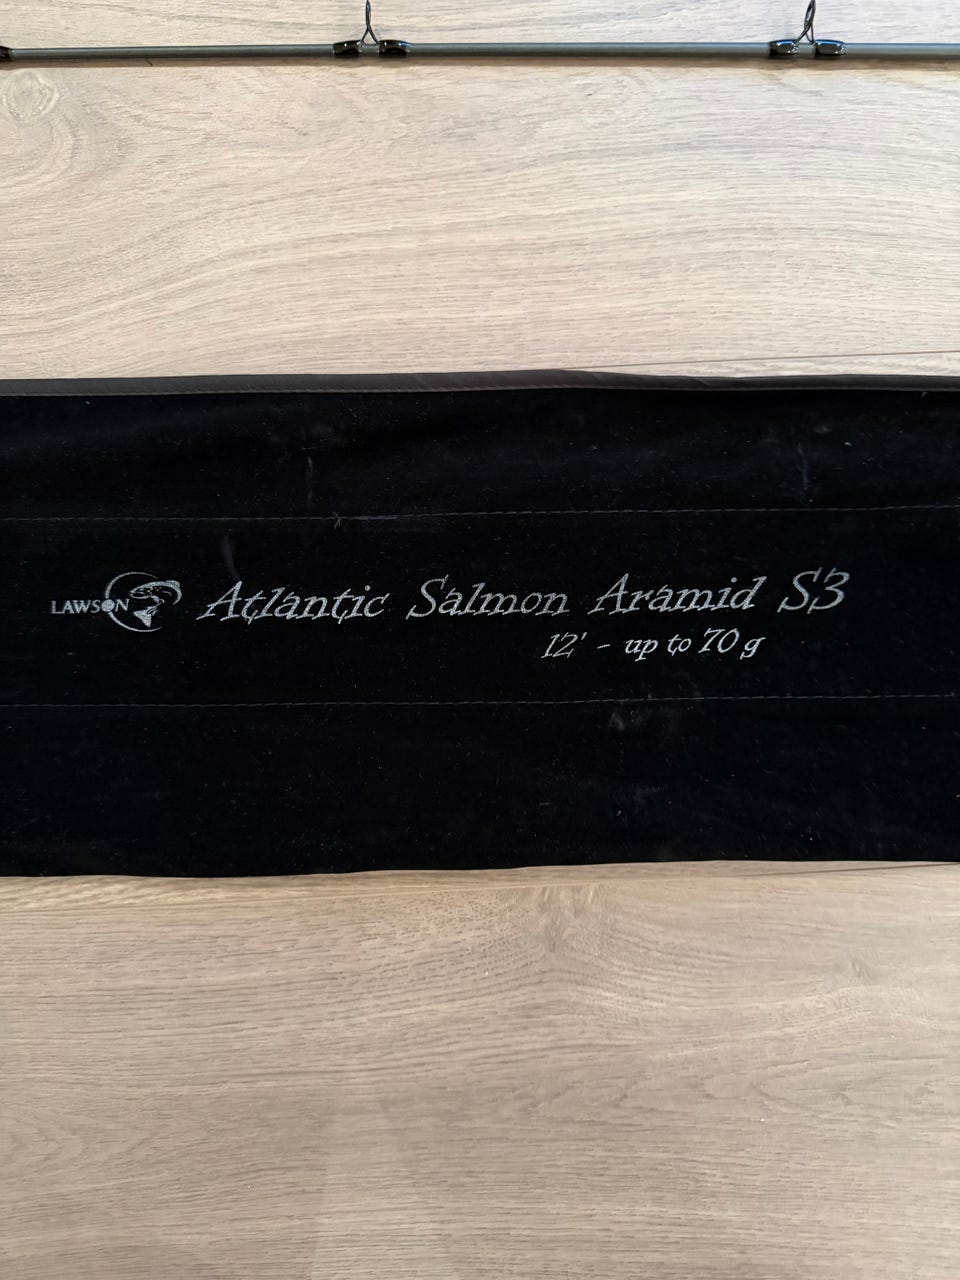 LAWSON Atlantic Salmon Aramid S3
12' - up to 70 g